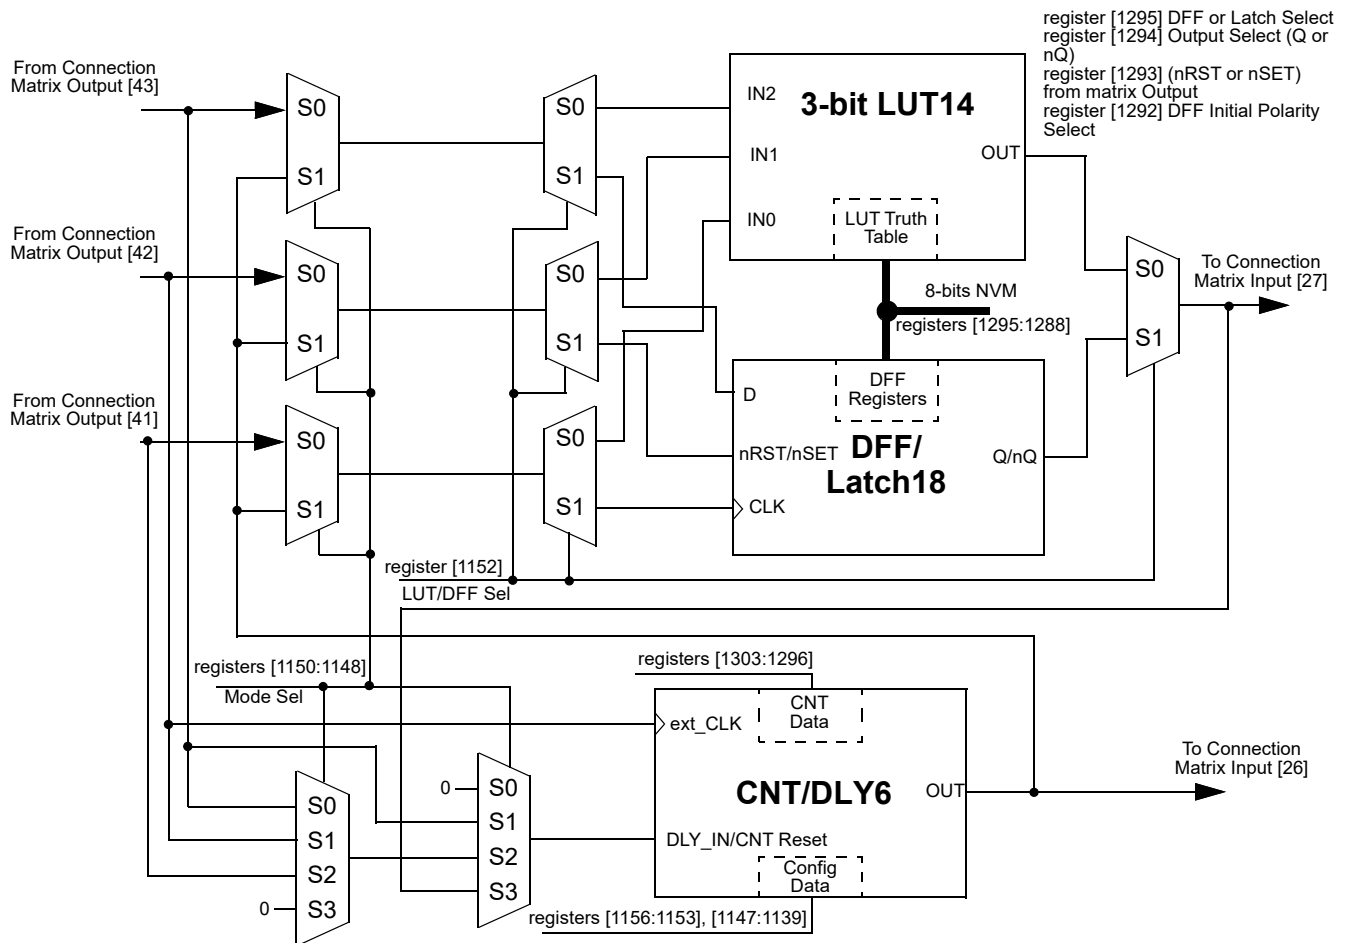 register [1295] DFF or Latch Select
register [1294] Output Select (Q or
nQ)
register [1293] (nRST or nSET)
from matrix Output
register [1292] DFF Initial Polarity
Select
From Connection
Matrix Output [43]
S0
S1
S0
S1
IN2
3-bit LUT14
IN1
OUT
IN0
LUT Truth
Table
From Connection
Matrix Output [42]
S0
S1
S0
S1
8-bits NVM
registers [1295:1288]
S0
S1
To Connection
Matrix Input [27]
From Connection
Matrix Output [41]
S0
S1
S0
S1
D
DFF
Registers
nRST/nSET
DFF/
Latch18
Q/nQ
CLK
register [1152]
LUT/DFF Sel
registers [1150:1148]
Mode Sel
registers [1303:1296]
CNT
Data
ext_CLK
CNT/DLY6
OUT
To Connection
Matrix Input [26]
DLY_IN/CNT Reset
Config
Data
0
S0
S1
S2
S3
S0
S1
S2
0
S3
registers [1156:1153], [1147:1139]